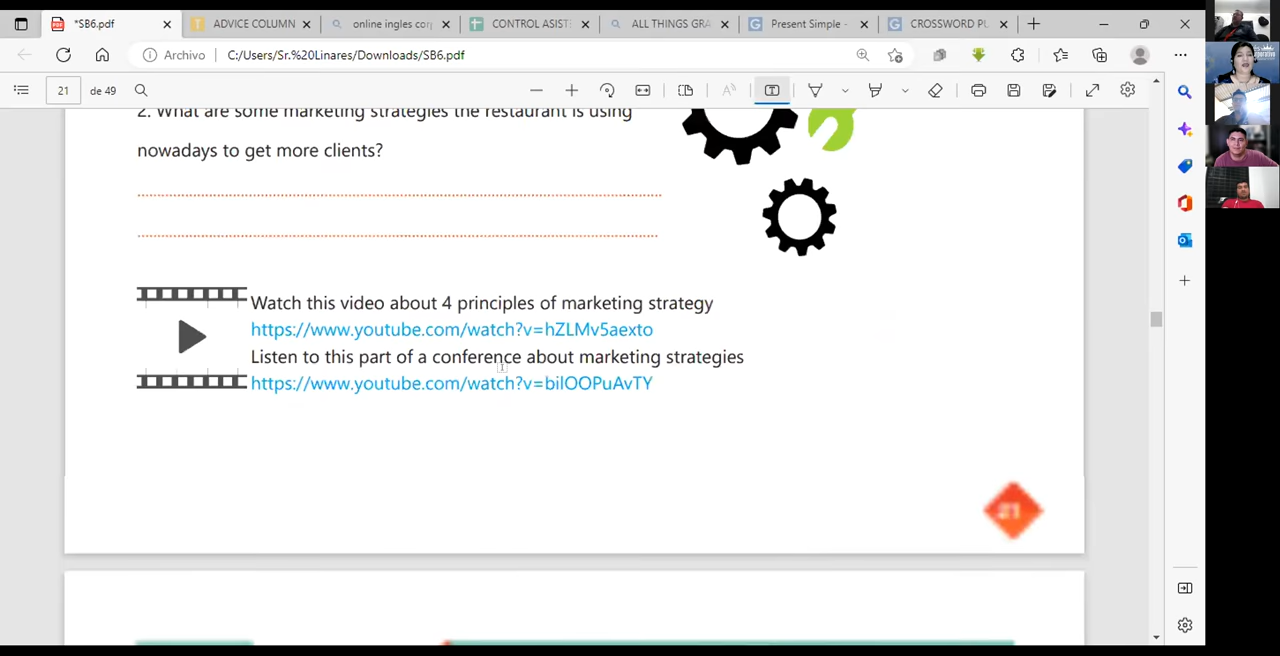 *SB6.pdf
ADVICE COLUMN
online ingles cor
CONTROL ASIST
ALL THINGS GRA
Present Simple -
CROSSWORD PU
Archivo
C:/Users/Sr.%20Linares/Downloads/SB6.pdf
21
de 49
2. What are some marketing strategies the restaurant is using
nowadays to get more clients?
Watch this video about 4 principles of marketing strategy
https://www.youtube.com/watch?v=hZLMv5aexto
Listen to this part of a conference about marketing strategies
https://www.youtube.com/watch?v=bilOOPuAvTY
21